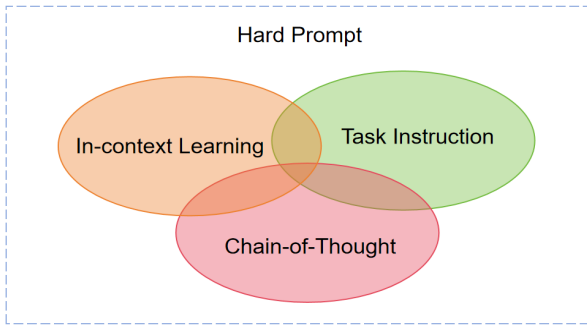 Hard Prompt
In-context Learning
Task Instruction
Chain-of-Thought